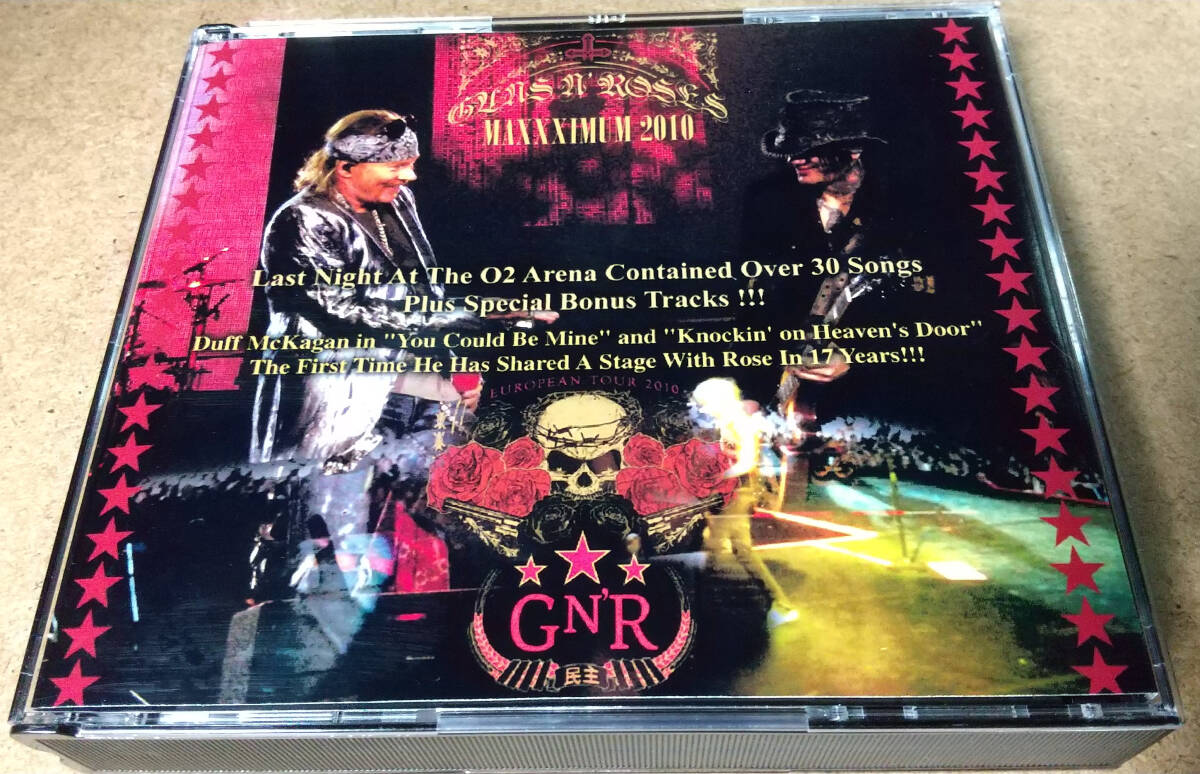 GUNS N' ROSES
MAXXXIMUM 2010
Last Night At The O2 Arena Contained Over 30 Songs
Plus Special Bonus Tracks !!!
Duff McKagan in "You Could Be Mine" and "Knockin' on Heaven's Door"
The First Time He Has Shared A Stage With Rose In 17 Years!!!
EUROPEAN TOUR 2010
GN'R
民主